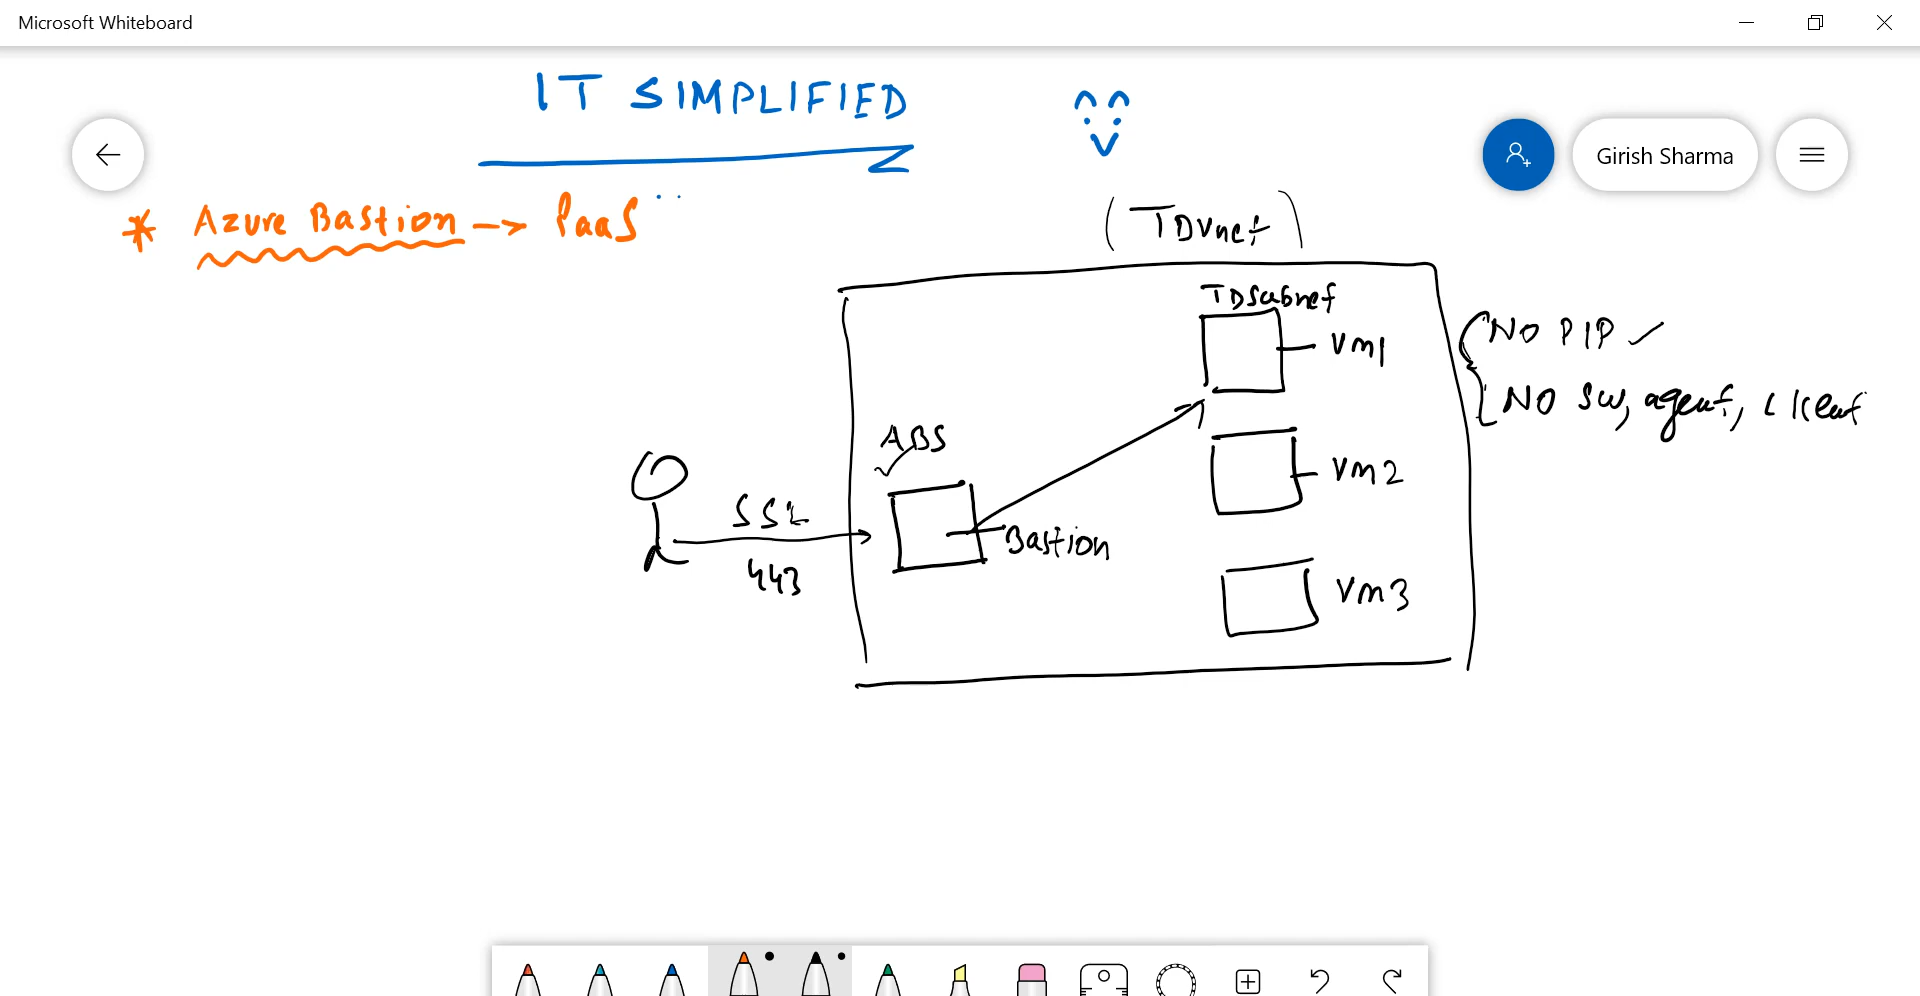 Microsoft Whiteboard
IT SIMPLIFIED
Girish Sharma
* Azure Bastion → PaaS
(TDVnet)
TDSubnet
Vm1
NO PIP ✓
NO SW, agent, client
ABS
Vm2
SSL
Bastion
443
Vm3